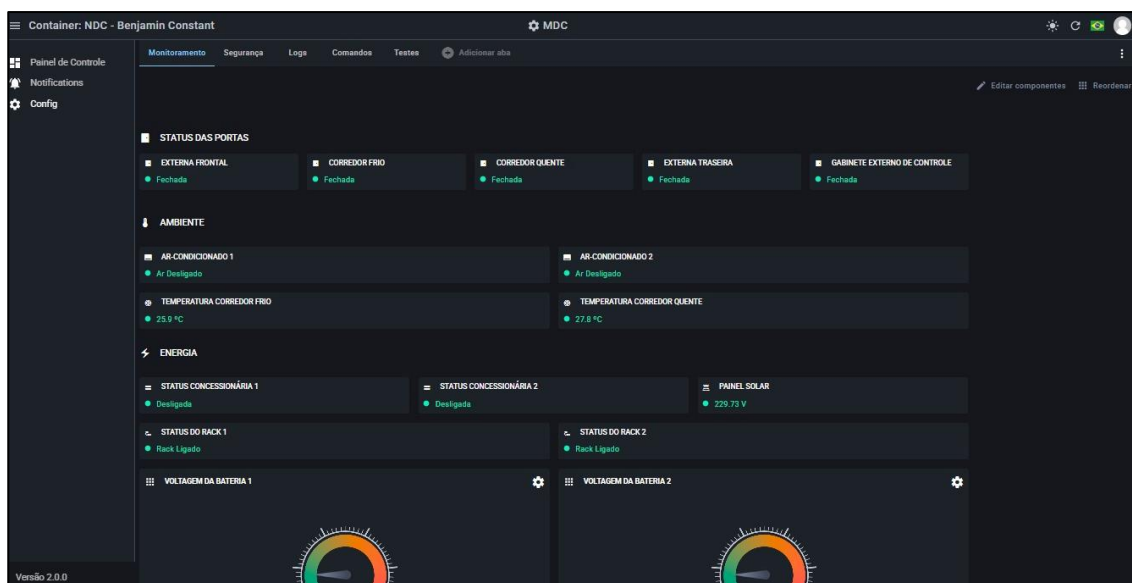 Container: NDC - Benjamin Constant MDC
Painel de Controle
Notifications
Config
Monitoramento Segurança Logs Comandos Testes Adicionar aba
Editar componentes Reordenar
STATUS DAS PORTAS
EXTERNA FRONTAL CORREDOR FRIO CORREDOR QUENTE EXTERNA TRASEIRA GABINETE EXTERNO DE CONTROLE
Fechada Fechada Fechada Fechada Fechada
AMBIENTE
AR-CONDICIONADO 1 AR-CONDICIONADO 2
Ar Desligado Ar Desligado
TEMPERATURA CORREDOR FRIO TEMPERATURA CORREDOR QUENTE
25.9 ºC 27.8 ºC
ENERGIA
STATUS CONCESSIONÁRIA 1 STATUS CONCESSIONÁRIA 2 PAINEL SOLAR
Desligada Desligada 229.73 V
STATUS DO RACK 1 STATUS DO RACK 2
Rack Ligado Rack Ligado
VOLTAGEM DA BATERIA 1 VOLTAGEM DA BATERIA 2
Versão 2.0.0